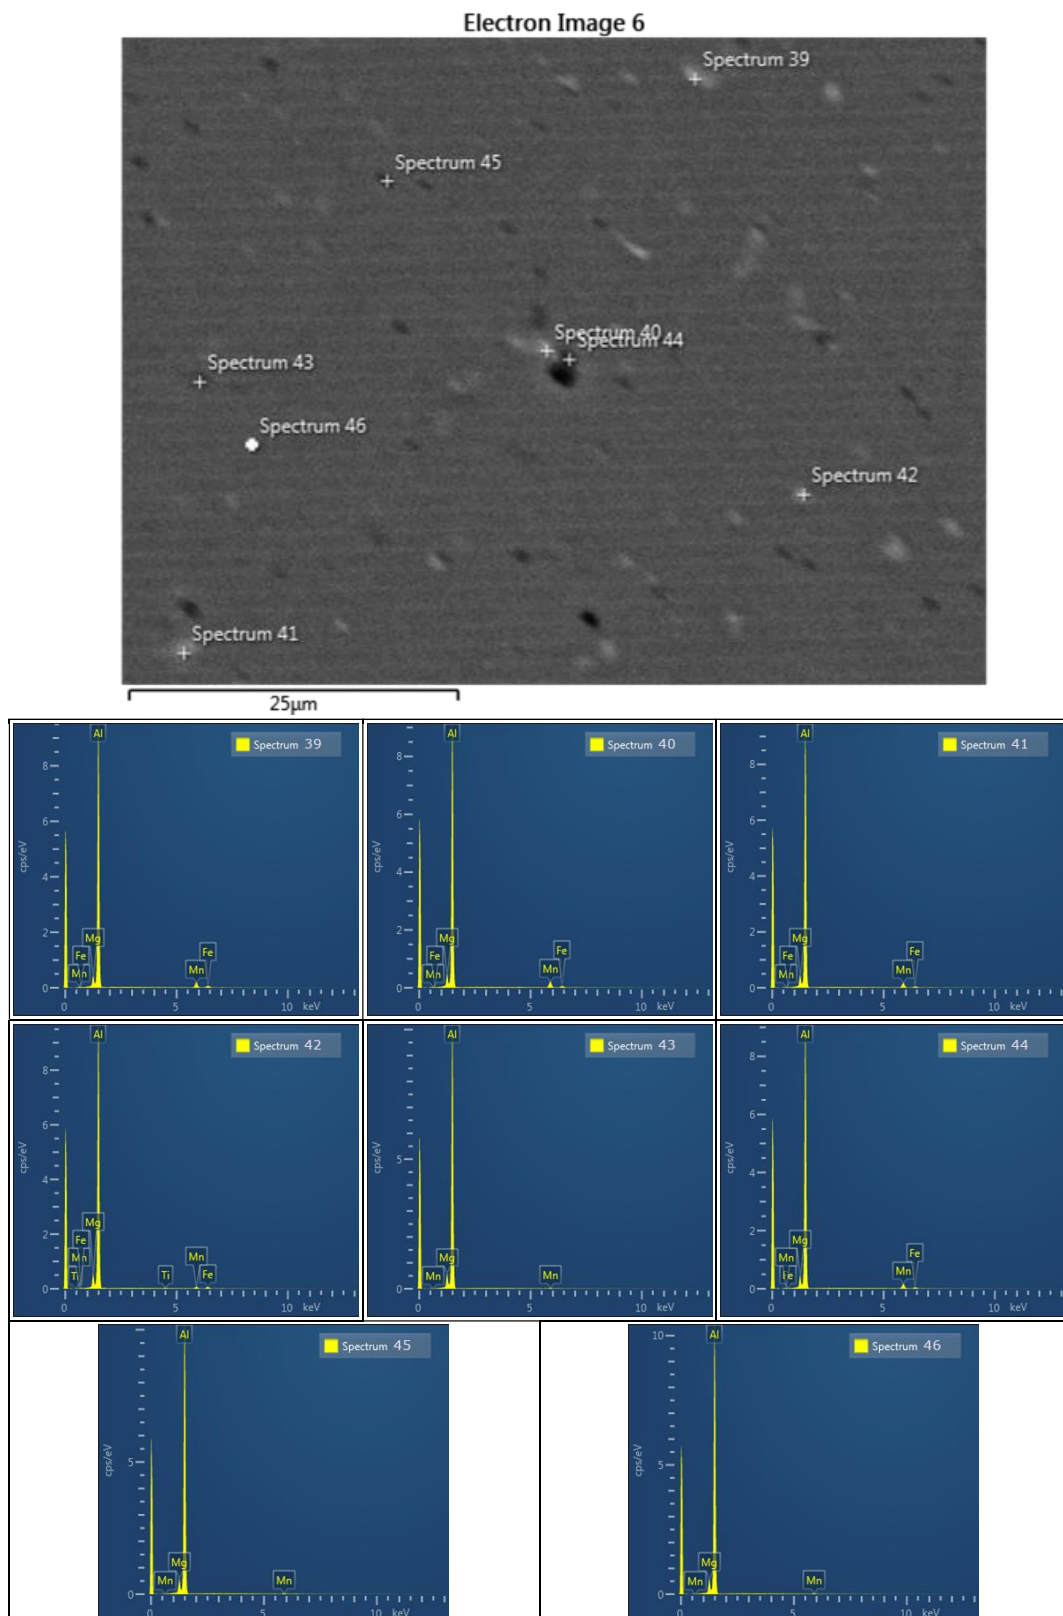 Electron Image 6
Spectrum 39
Spectrum 45
Spectrum 40
Spectrum 44
Spectrum 43
Spectrum 46
Spectrum 42
Spectrum 41
25µm
Al
Spectrum 39
8
6
cps/eV
4
2
Mg
Fe
Fe
Mn
Mn
0
0 5 10 keV
Al
Spectrum 40
8
6
cps/eV
4
2
Mg
Fe
Fe
Mn
Mn
0
0 5 10 keV
Al
Spectrum 41
8
6
cps/eV
4
2
Mg
Fe
Fe
Mn
Mn
0
0 5 10 keV
Al
Spectrum 42
8
6
cps/eV
4
2
Mg
Fe
Mn
Mn
Ti
Ti
Fe
0
0 5 10 keV
Al
Spectrum 43
cps/eV
5
Mg
Mn
Mn
0
0 5 10 keV
Al
Spectrum 44
8
6
cps/eV
4
2
Mg
Fe
Mn
Mn
Fe
0
0 5 10 keV
Al
Spectrum 45
cps/eV
5
Mg
Mn
Mn
0
0 5 10 keV
10
Al
Spectrum 46
cps/eV
5
Mg
Mn
Mn
0
0 5 10 keV